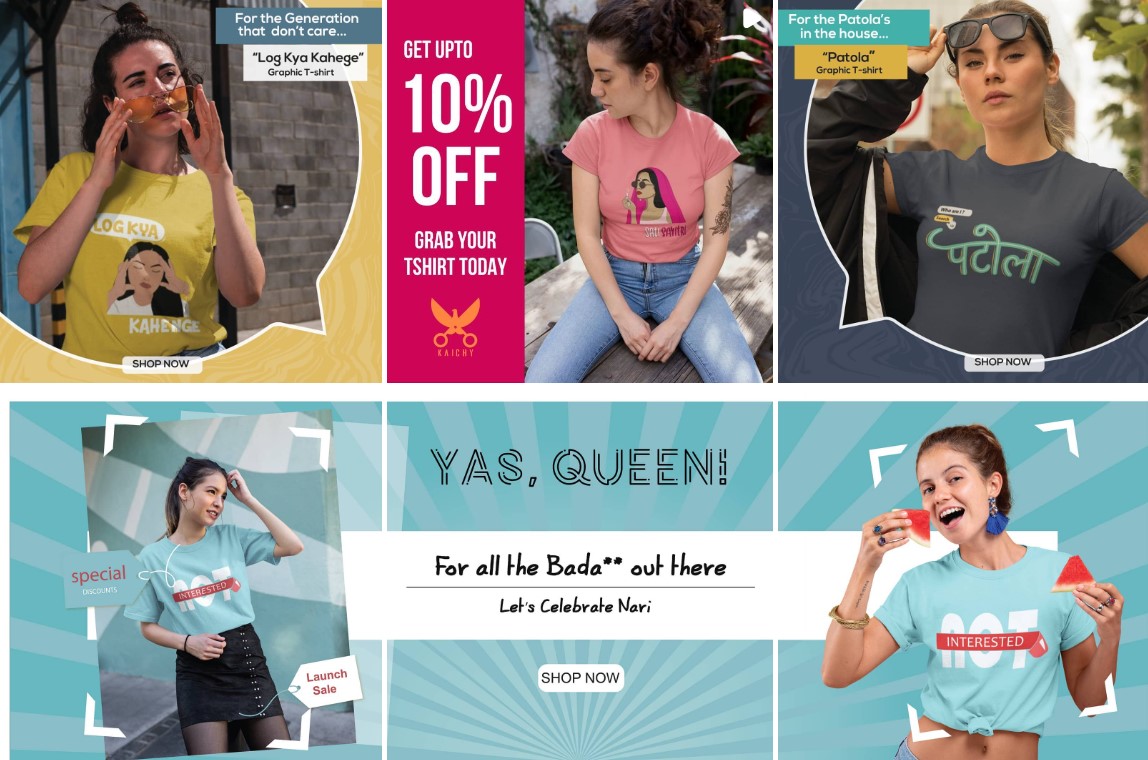 For the Generation
that don't care...
"Log Kya Kahege"
Graphic T-shirt
LOG KYA
KAHENGE
SHOP NOW
GET UPTO
10%
OFF
GRAB YOUR
TSHIRT TODAY
KAICHY
For the Patola's
in the house...
"Patola"
Graphic T-shirt
Who are I?
पटोला
SHOP NOW
special
DISCOUNTS
NOT
INTERESTED
Launch
Sale
YAS, QUEEN!
For all the Bada** out there
Let's Celebrate Nari
SHOP NOW
NOT
INTERESTED